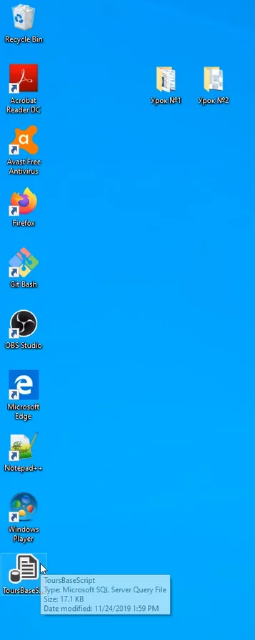 Recycle Bin
Урок №1
Урок №2
Acrobat
Reader DC
Avast Free
Antivirus
Firefox
Git Bash
OBS Studio
Microsoft
Edge
Notepad++
Windows
Player
ToursBaseS...
ToursBaseScript
Type: Microsoft SQL Server Query File
Size: 17.1 KB
Date modified: 11/24/2019 1:59 PM